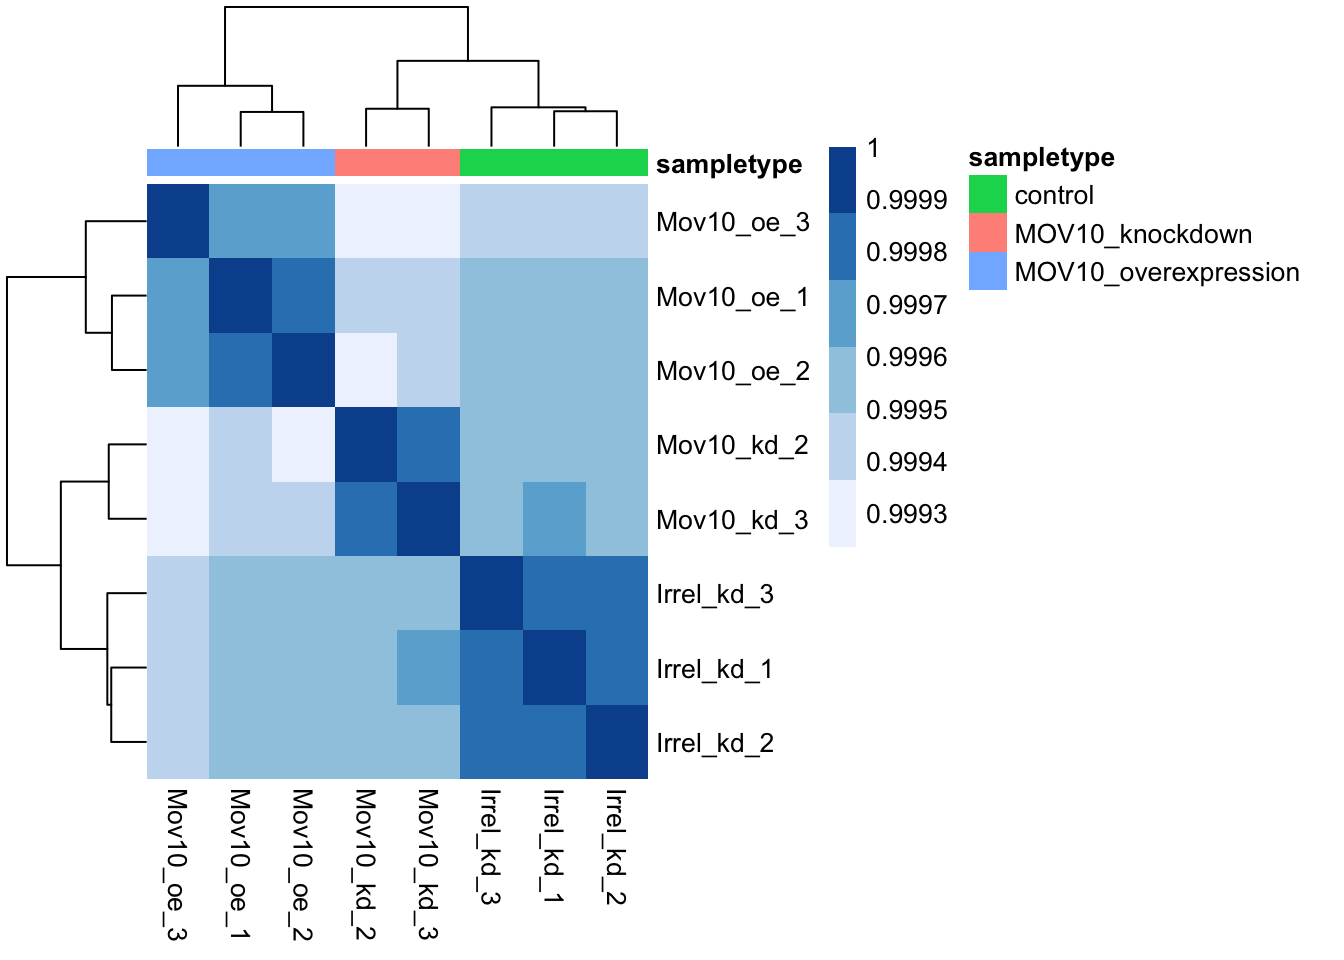 sampletype
Mov10_oe_3
Mov10_oe_1
Mov10_oe_2
Mov10_kd_2
Mov10_kd_3
Irrel_kd_3
Irrel_kd_1
Irrel_kd_2
Mov10_oe_3
Mov10_oe_1
Mov10_oe_2
Mov10_kd_2
Mov10_kd_3
Irrel_kd_3
Irrel_kd_1
Irrel_kd_2
1
0.9999
0.9998
0.9997
0.9996
0.9995
0.9994
0.9993
sampletype
control
MOV10_knockdown
MOV10_overexpression